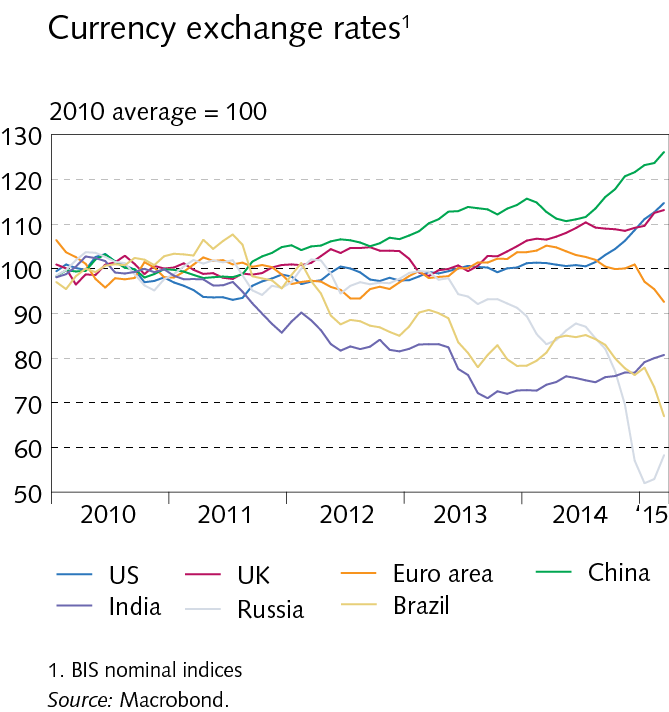 Currency exchange rates¹
2010 average = 100
130
120
110
100
90
80
70
60
50
2010 2011 2012 2013 2014 '15
US UK Euro area China
India Russia Brazil
1. BIS nominal indices
Source: Macrobond.